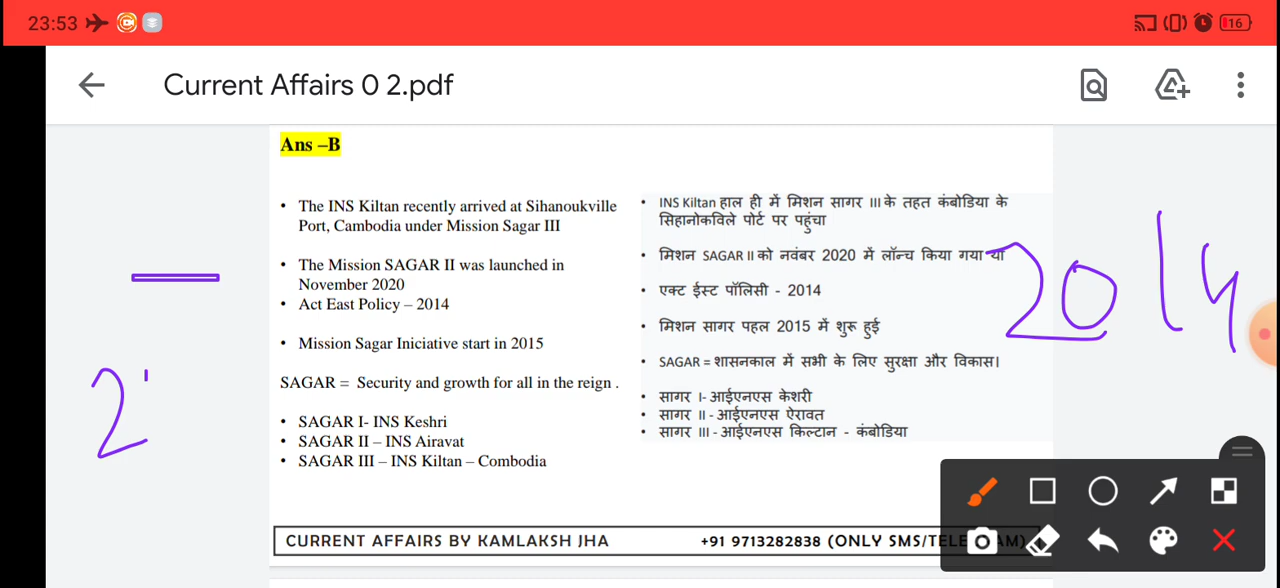 23:53
16
Current Affairs 0 2.pdf
Ans –B
• The INS Kiltan recently arrived at Sihanoukville
Port, Cambodia under Mission Sagar III
• The Mission SAGAR II was launched in
November 2020
• Act East Policy – 2014
• Mission Sagar Iniciative start in 2015
SAGAR = Security and growth for all in the reign .
• SAGAR I- INS Keshri
• SAGAR II – INS Airavat
• SAGAR III – INS Kiltan – Combodia
• INS Kiltan हाल ही में मिशन सागर III के तहत कंबोडिया के
सिहानोकविले पोर्ट पर पहुंचा
• मिशन SAGAR II को नवंबर 2020 में लॉन्च किया गया था
• एक्ट ईस्ट पॉलिसी - 2014
• मिशन सागर पहल 2015 में शुरू हुई
• SAGAR = शासनकाल में सभी के लिए सुरक्षा और विकास।
• सागर I- आईएनएस केशरी
• सागर II - आईएनएस ऐरावत
• सागर III - आईएनएस किल्टान - कंबोडिया
2014
2'
CURRENT AFFAIRS BY KAMLAKSH JHA +91 9713282838 (ONLY SMS/TELEGRAM)